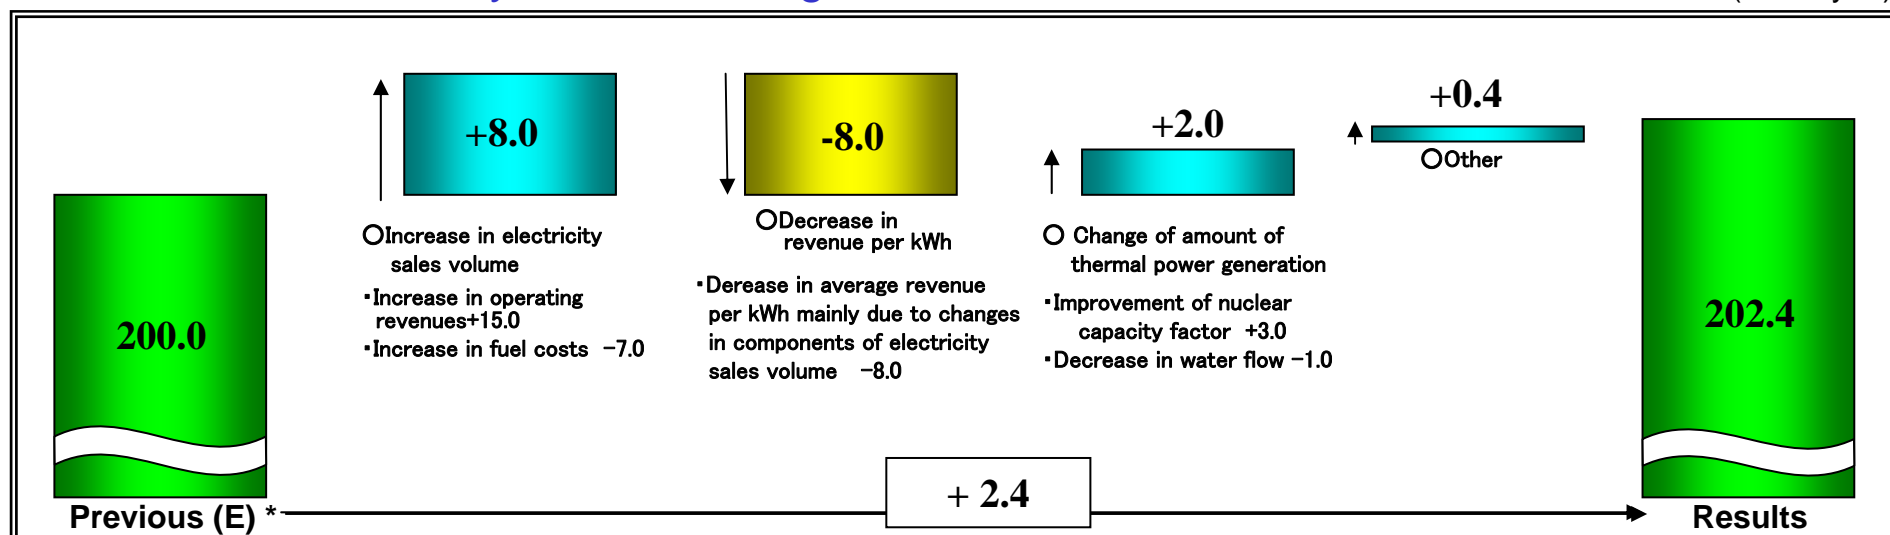 +8.0
-8.0
+2.0
+0.4
○Other
○Increase in electricity
sales volume
・Increase in operating
revenues+15.0
・Increase in fuel costs −7.0
○Decrease in
revenue per kWh
・Derease in average revenue
per kWh mainly due to changes
in components of electricity
sales volume −8.0
○ Change of amount of
thermal power generation
・Improvement of nuclear
capacity factor +3.0
・Decrease in water flow −1.0
200.0
202.4
+ 2.4
Previous (E) *
Results